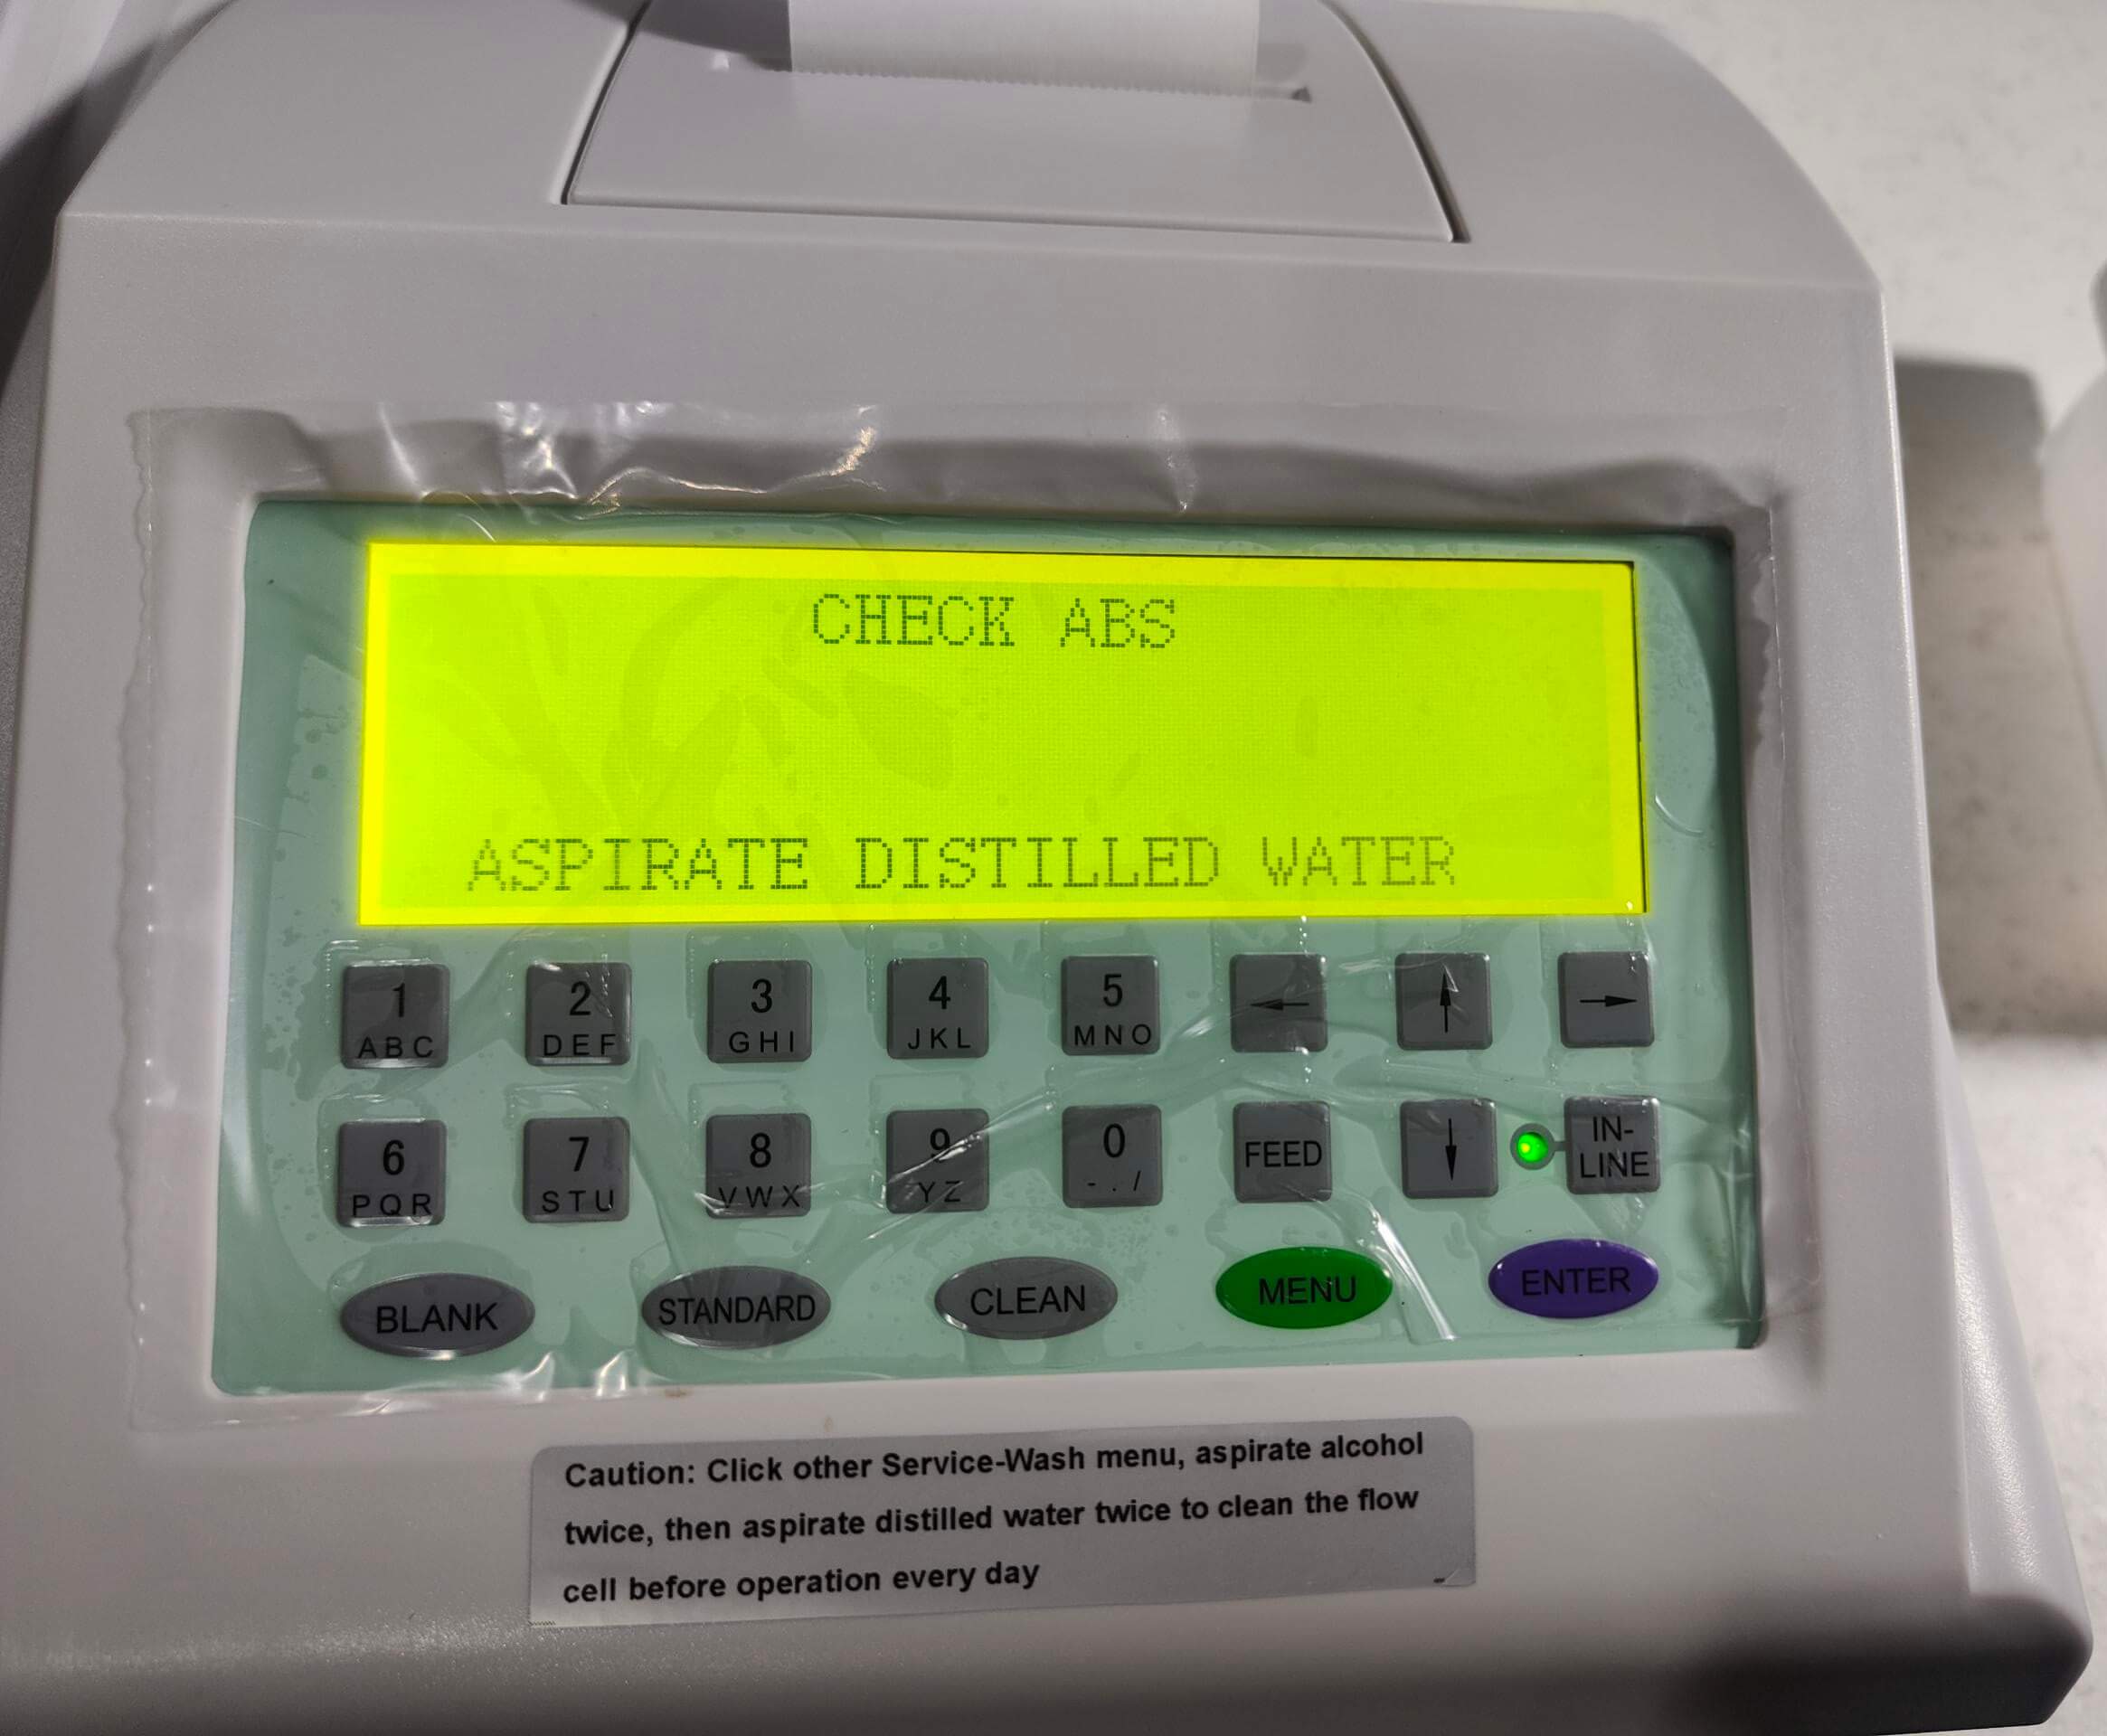 CHECK ABS
ASPIRATE DISTILLED WATER
1 2 3 4 5 ← ↑ →
ABC DEF GHI JKL MNO
6 7 8 9 0 FEED ↓ IN-
PQR STU VWX YZ - . / LINE
BLANK STANDARD CLEAN MENU ENTER
Caution: Click other Service-Wash menu, aspirate alcohol
twice, then aspirate distilled water twice to clean the flow
cell before operation every day